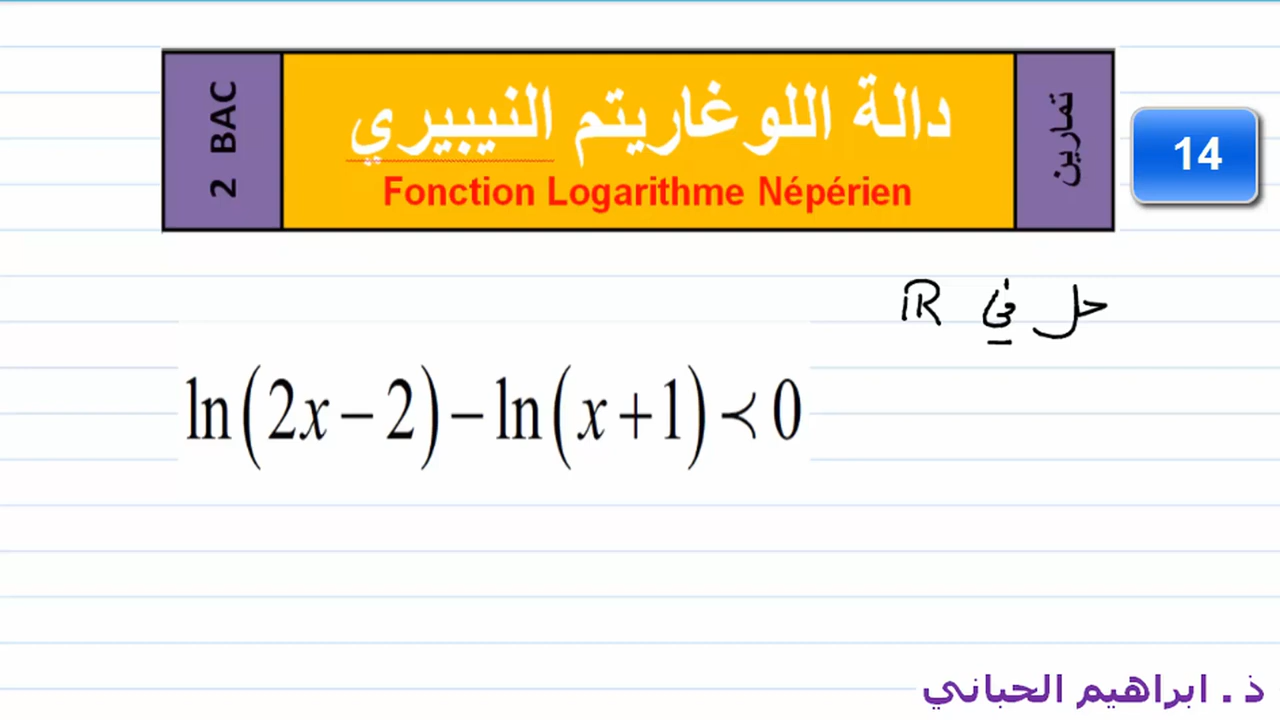 2 BAC
دالة اللوغاريتم النيبيري
Fonction Logarithme Népérien
تمارين
14
حل في IR
ln(2x−2)−ln(x+1)≺0
ذ . ابراهيم الحباني